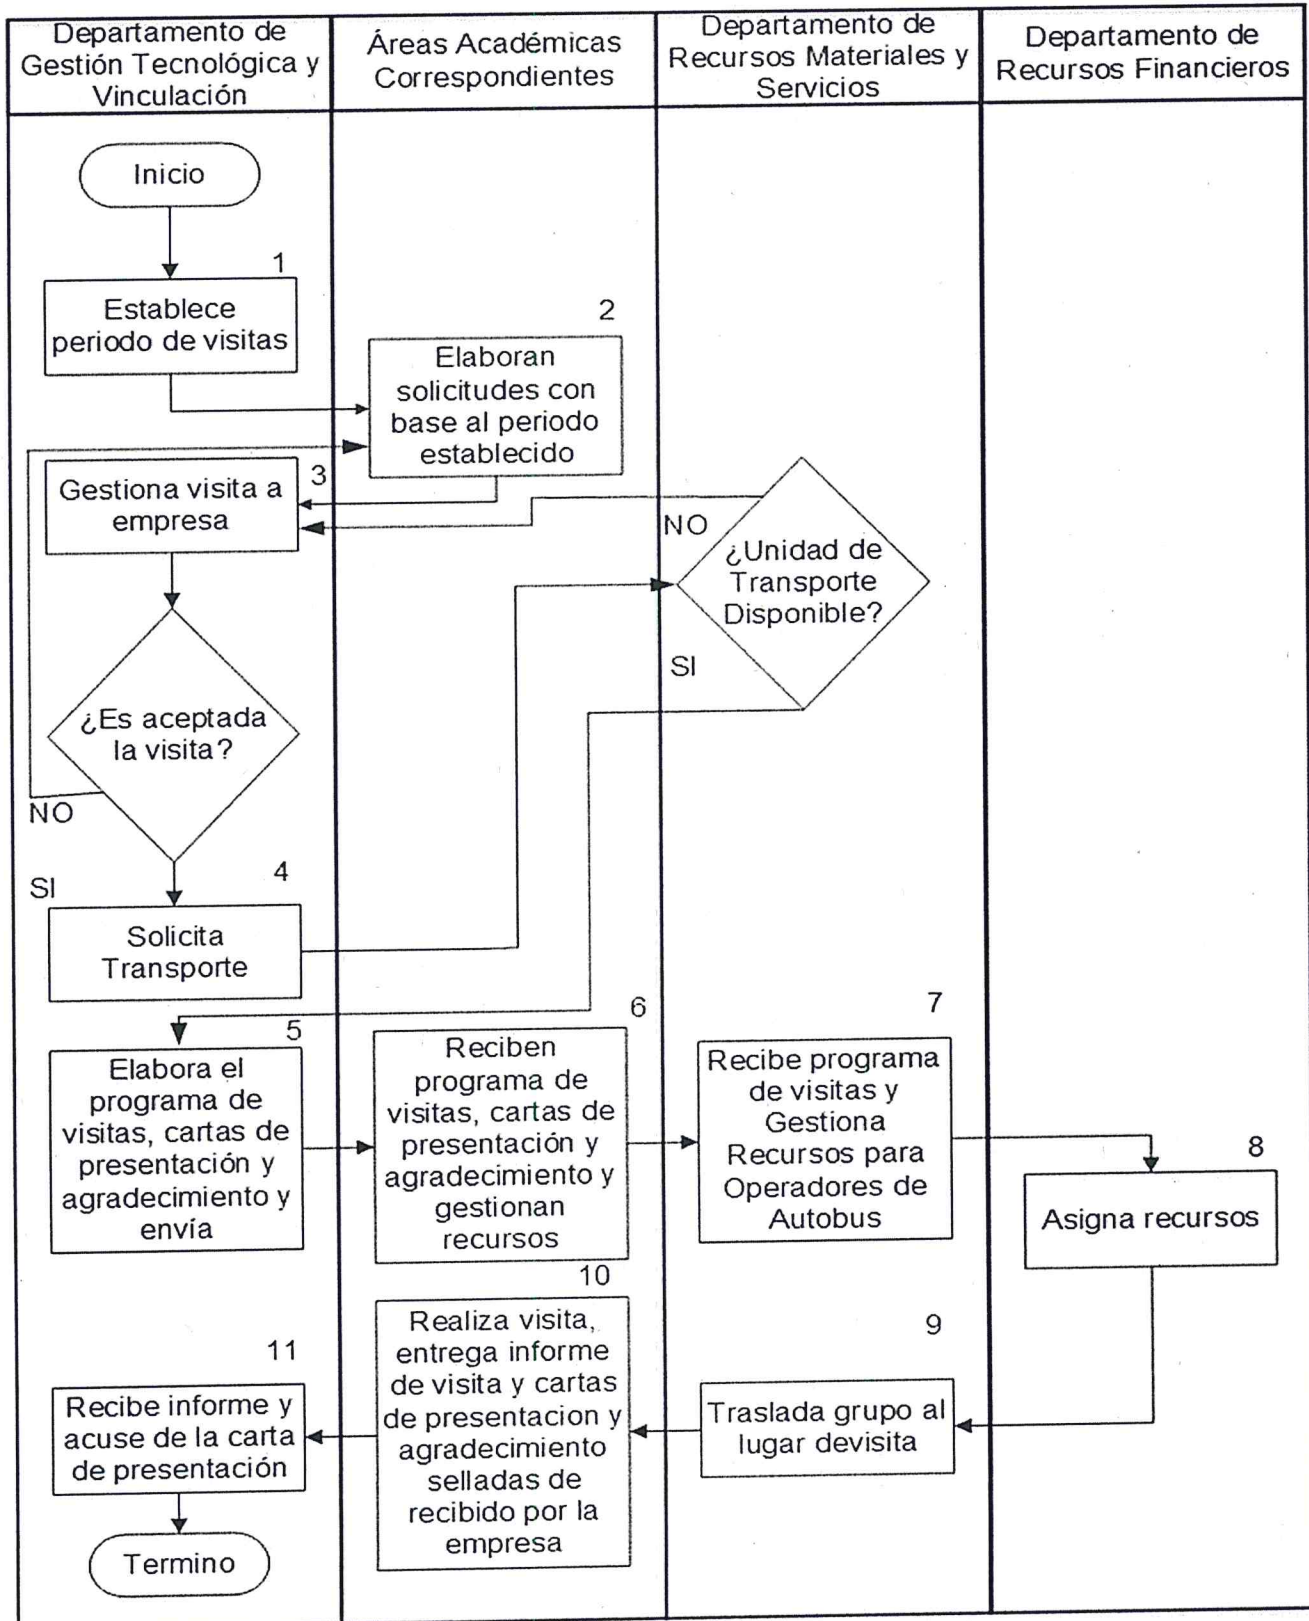 Departamento de
Gestión Tecnológica y
Vinculación
Áreas Académicas
Correspondientes
Departamento de
Recursos Materiales y
Servicios
Departamento de
Recursos Financieros
Inicio
1
Establece
periodo de visitas
2
Elaboran
solicitudes con
base al periodo
establecido
3
Gestiona visita a
empresa
NO
¿Unidad de
Transporte
Disponible?
SI
¿Es aceptada
la visita?
NO
SI
4
Solicita
Transporte
5
Elabora el
programa de
visitas, cartas de
presentación y
agradecimiento y
envía
6
Reciben
programa de
visitas, cartas de
presentación y
agradecimiento y
gestionan
recursos
7
Recibe programa
de visitas y
Gestiona
Recursos para
Operadores de
Autobus
8
Asigna recursos
9
Traslada grupo al
lugar devisita
10
Realiza visita,
entrega informe
de visita y cartas
de presentacion y
agradecimiento
selladas de
recibido por la
empresa
11
Recibe informe y
acuse de la carta
de presentación
Termino